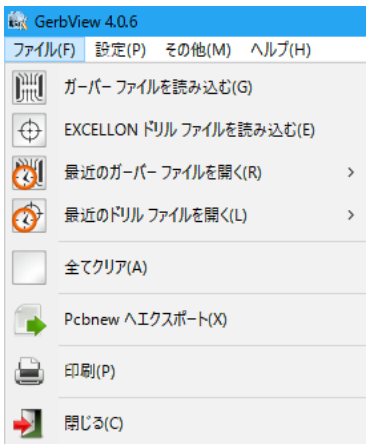 GerbView 4.0.6
ファイル(F) 設定(P) その他(M) ヘルプ(H)
ガーバー ファイルを読み込む(G)
EXCELLON ドリル ファイルを読み込む(E)
最近のガーバー ファイルを開く(R)
最近のドリル ファイルを開く(L)
全てクリア(A)
Pcbnew へエクスポート(X)
印刷(P)
閉じる(C)